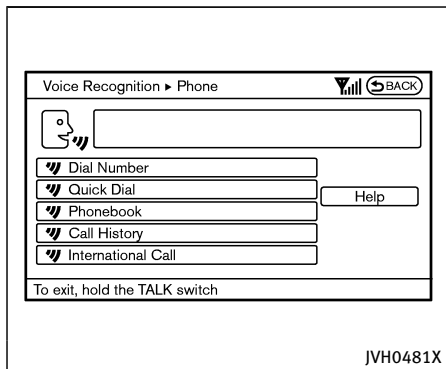 Voice Recognition ▸ Phone
BACK
Dial Number
Quick Dial
Help
Phonebook
Call History
International Call
To exit, hold the TALK switch
JVH0481X